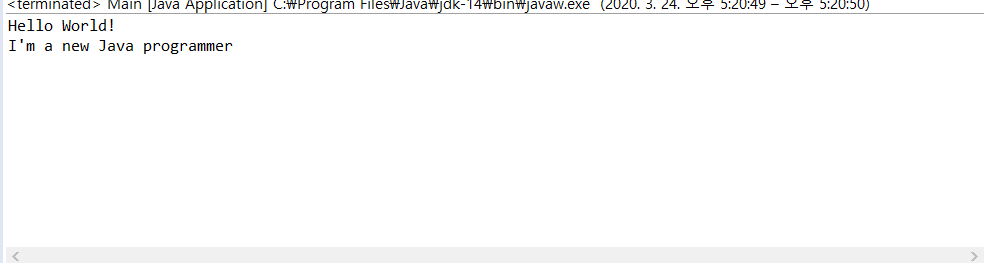 <terminated> Main [Java Application] C:₩Program Files₩Java₩jdk-14₩bin₩javaw.exe (2020. 3. 24. 오후 5:20:49 – 오후 5:20:50)
Hello World!
I'm a new Java programmer